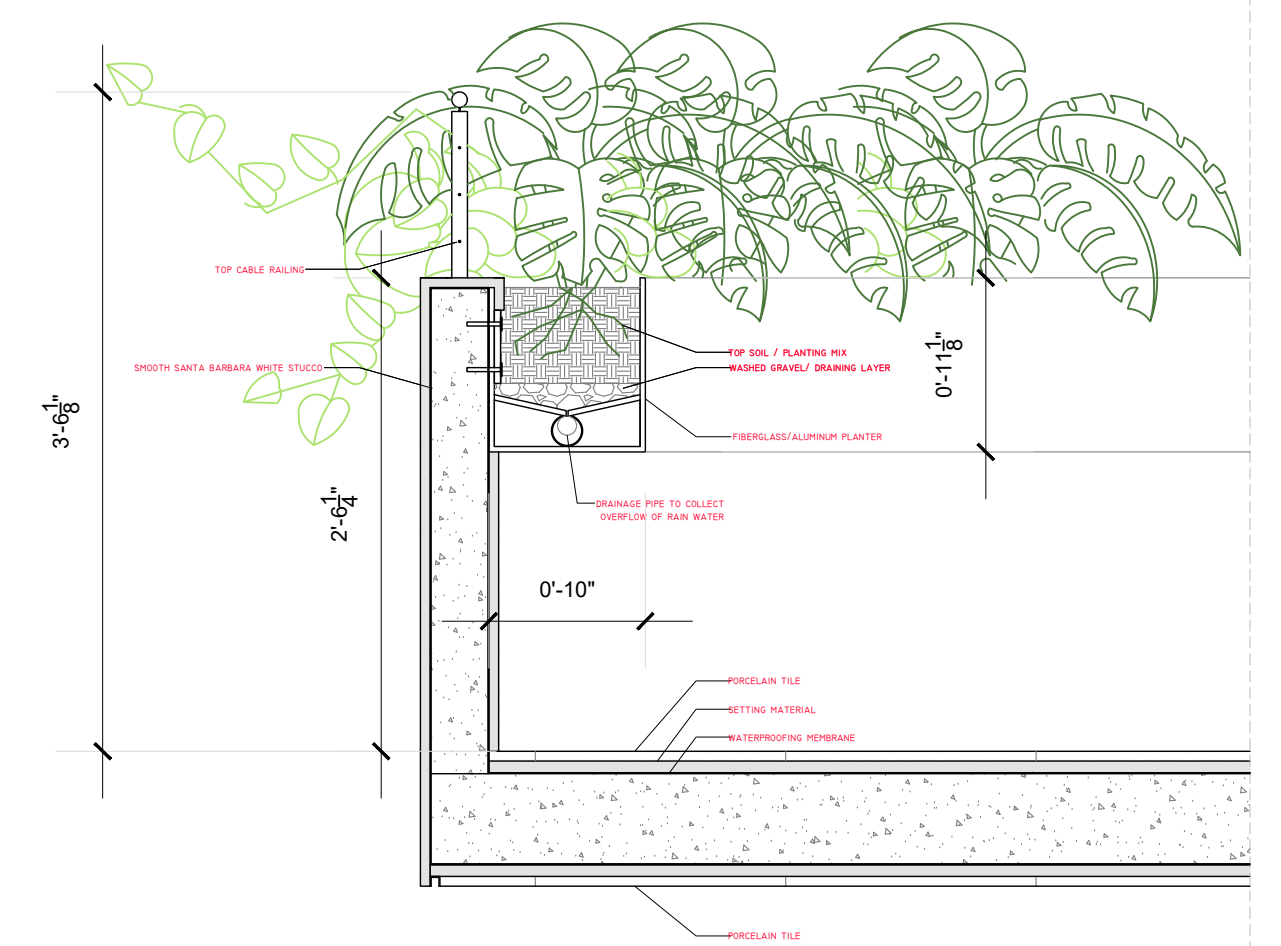 TOP CABLE RAILING
SMOOTH SANTA BARBARA WHITE STUCCO
TOP SOIL / PLANTING MIX
WASHED GRAVEL/ DRAINING LAYER
0'-11 1/8"
3'-6 1/8"
FIBERGLASS/ALUMINUM PLANTER
2'-6 1/4"
DRAINAGE PIPE TO COLLECT
OVERFLOW OF RAIN WATER
0'-10"
PORCELAIN TILE
SETTING MATERIAL
WATERPROOFING MEMBRANE
PORCELAIN TILE